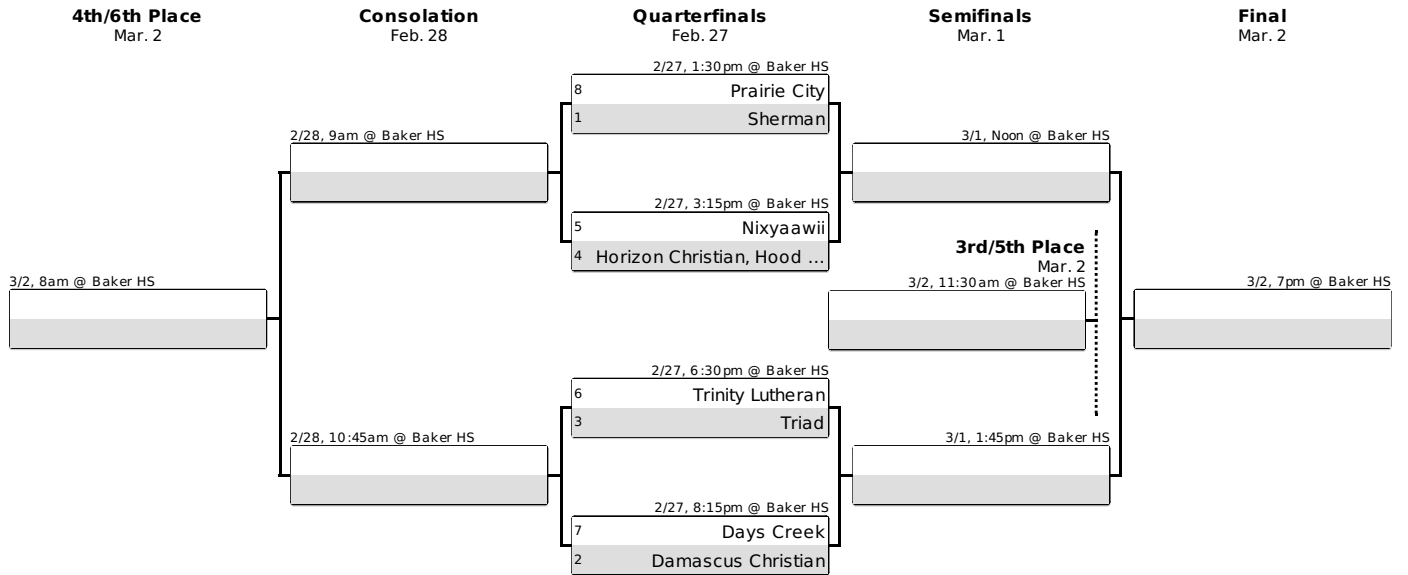 4th/6th Place
Mar. 2
Consolation
Feb. 28
Quarterfinals
Feb. 27
Semifinals
Mar. 1
Final
Mar. 2
2/27, 1:30pm @ Baker HS
8 Prairie City
1 Sherman
2/28, 9am @ Baker HS
3/1, Noon @ Baker HS
2/27, 3:15pm @ Baker HS
5 Nixyaawii
4 Horizon Christian, Hood ...
3rd/5th Place
Mar. 2
3/2, 11:30am @ Baker HS
3/2, 8am @ Baker HS
3/2, 7pm @ Baker HS
2/27, 6:30pm @ Baker HS
6 Trinity Lutheran
3 Triad
2/28, 10:45am @ Baker HS
3/1, 1:45pm @ Baker HS
2/27, 8:15pm @ Baker HS
7 Days Creek
2 Damascus Christian